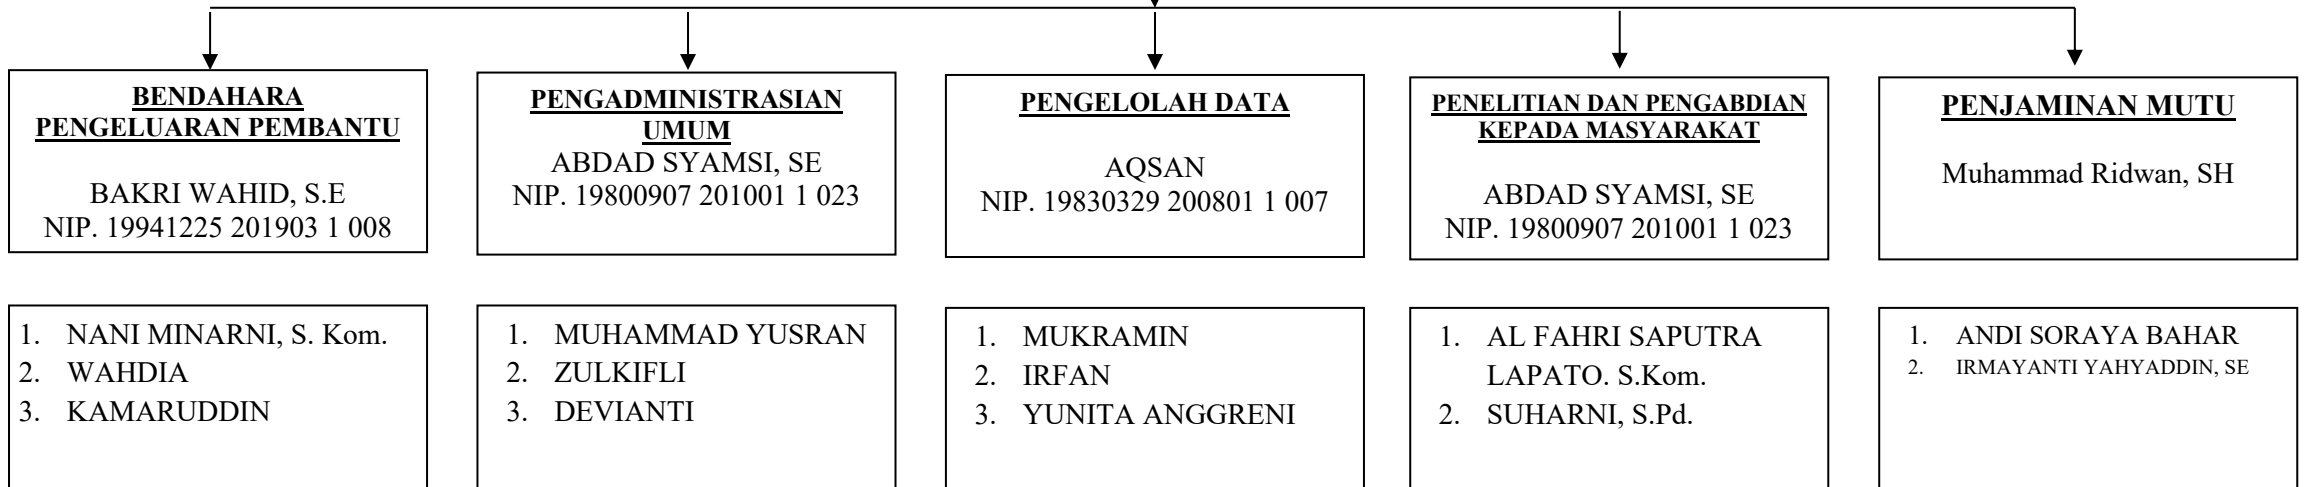 BENDAHARA
PENGELUARAN PEMBANTU
BAKRI WAHID, S.E
NIP. 19941225 201903 1 008
PENGADMINISTRASIAN
UMUM
ABDAD SYAMSI, SE
NIP. 19800907 201001 1 023
PENGELOLAH DATA
AQSAN
NIP. 19830329 200801 1 007
PENELITIAN DAN PENGABDIAN
KEPADA MASYARAKAT
ABDAD SYAMSI, SE
NIP. 19800907 201001 1 023
PENJAMINAN MUTU
Muhammad Ridwan, SH
1. NANI MINARNI, S. Kom.
2. WAHDIA
3. KAMARUDDIN
1. MUHAMMAD YUSRAN
2. ZULKIFLI
3. DEVIANTI
1. MUKRAMIN
2. IRFAN
3. YUNITA ANGGRENI
1. AL FAHRI SAPUTRA
LAPATO. S.Kom.
2. SUHARNI, S.Pd.
1. ANDI SORAYA BAHAR
2. IRMAYANTI YAHYADDIN, SE